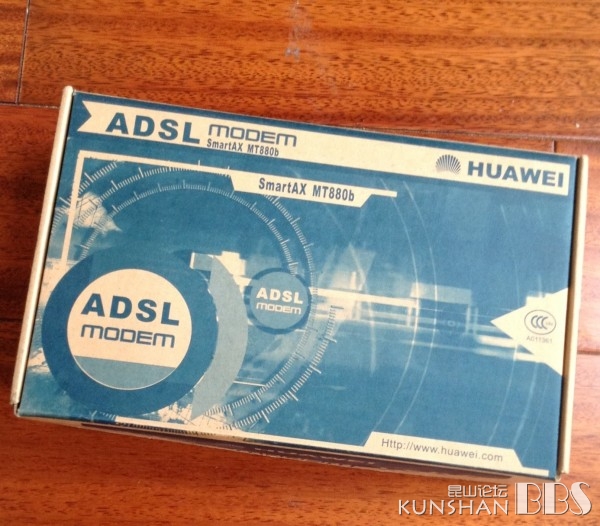 ADSL MODEM
SmartAX MT880b
HUAWEI
SmartAX MT880b
ADSL
MODEM
ADSL
MODEM
CCC
Http://www.huawei.com
昆山论坛
KUNSHAN BBS